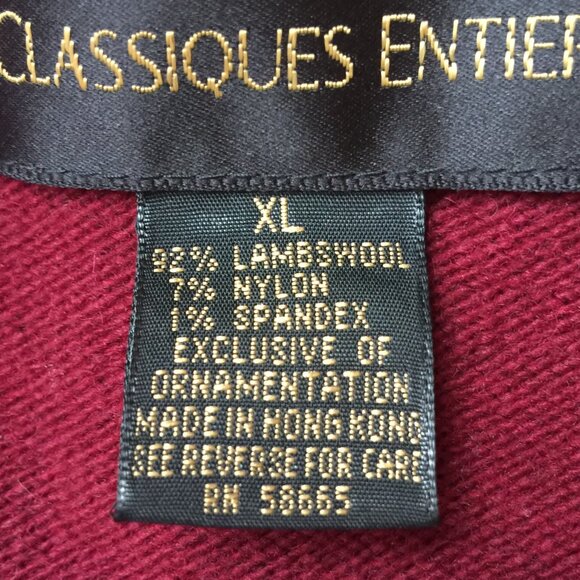 CLASSIQUES ENTIER
XL
92% LAMBSWOOL
7% NYLON
1% SPANDEX
EXCLUSIVE OF
ORNAMENTATION
MADE IN HONG KONG
SEE REVERSE FOR CARE
RN 58665